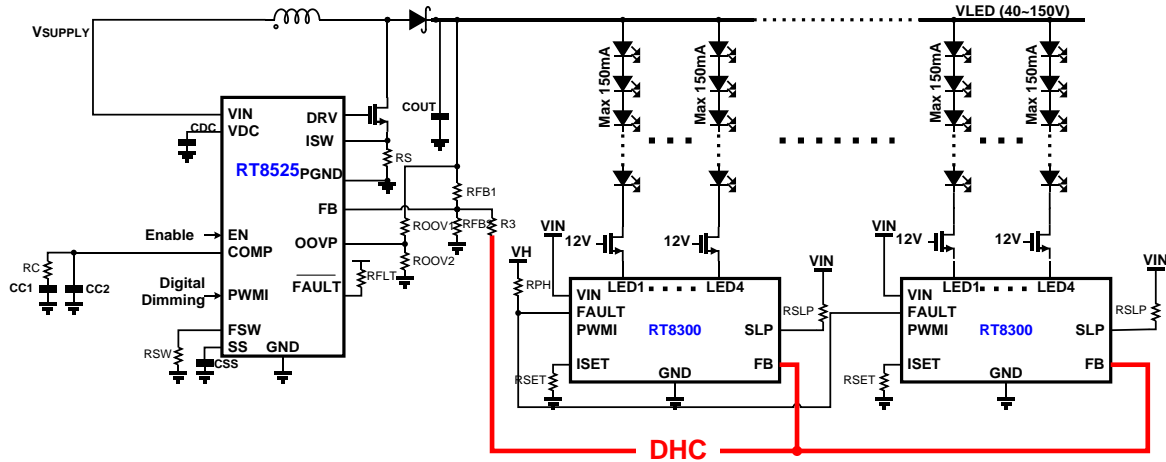 VLED (40~150V)
VSUPPLY
Max 150mA
Max 150mA
Max 150mA
Max 150mA
VIN
VDC
CDC
RT8525
DRV
ISW
PGND
FB
OOVP
FAULT
EN
COMP
PWMI
FSW
SS
GND
Enable
Digital
Dimming
RC
CC1
CC2
RSW
CSS
COUT
RS
RFB1
RFB2
R3
ROOV1
ROOV2
RFLT
VH
RPH
VIN
12V
12V
VIN
LED1
LED4
VIN
FAULT
PWMI
RT8300
SLP
RSLP
ISET
RSET
FB
GND
VIN
12V
12V
VIN
LED1
LED4
VIN
FAULT
PWMI
RT8300
SLP
RSLP
ISET
RSET
FB
GND
DHC